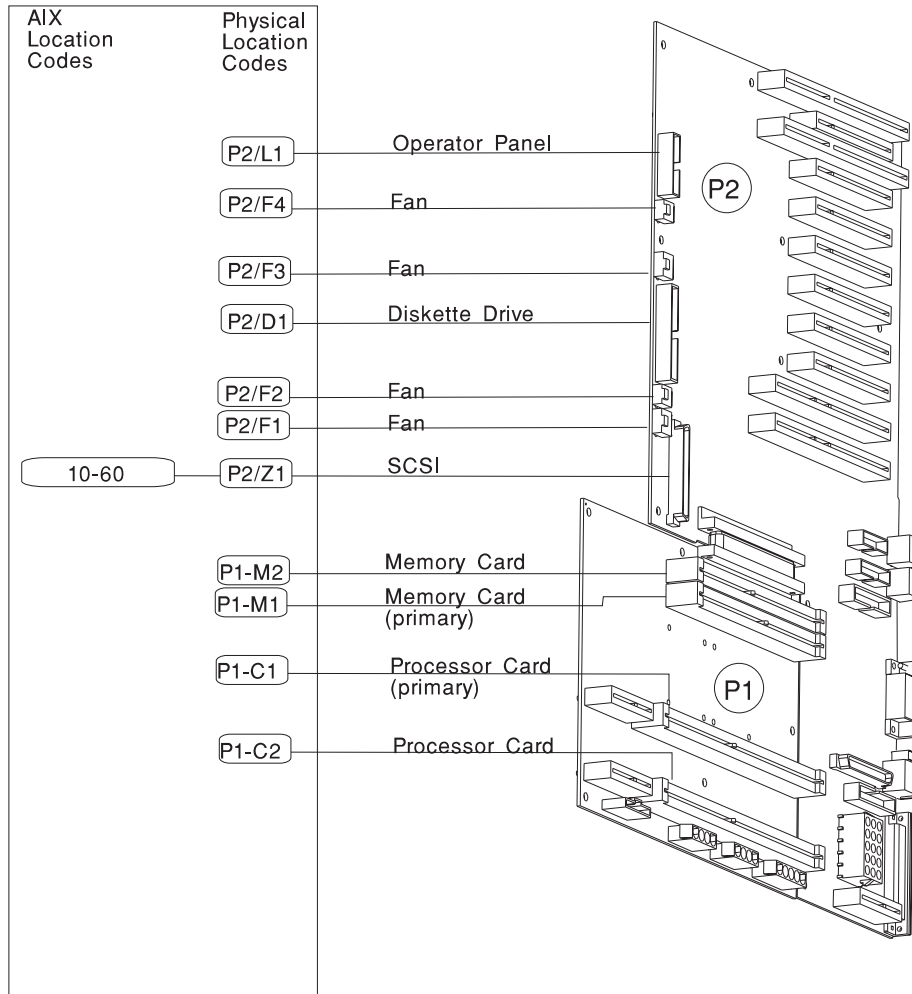 AIX
Location
Codes
Physical
Location
Codes
P2/L1 Operator Panel
P2/F4 Fan
P2/F3 Fan
P2/D1 Diskette Drive
P2/F2 Fan
P2/F1 Fan
10-60 P2/Z1 SCSI
P1-M2 Memory Card
P1-M1 Memory Card
(primary)
P1-C1 Processor Card
(primary)
P1-C2 Processor Card
P2
P1